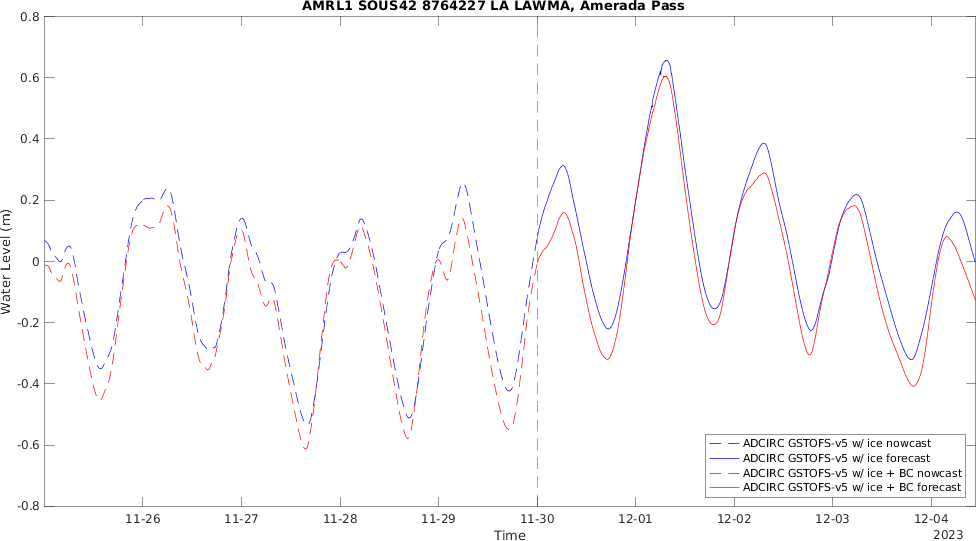 AMRL1 SOUS42 8764227 LA LAWMA, Amerada Pass
Water Level (m)
0.8
0.6
0.4
0.2
0
-0.2
-0.4
-0.6
-0.8
ADCIRC GSTOFS-v5 w/ ice nowcast
ADCIRC GSTOFS-v5 w/ ice forecast
ADCIRC GSTOFS-v5 w/ ice + BC nowcast
ADCIRC GSTOFS-v5 w/ ice + BC forecast
11-26 11-27 11-28 11-29 11-30 12-01 12-02 12-03 12-04
Time
2023